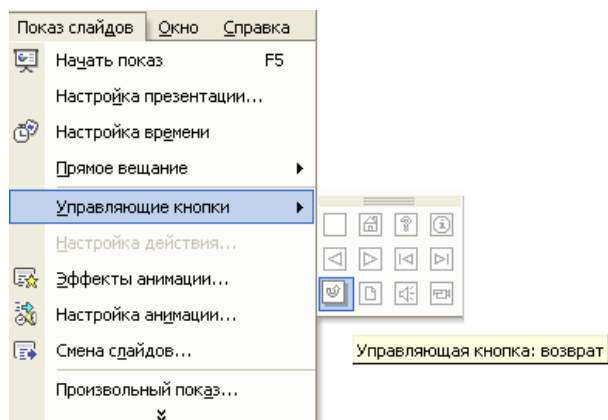 Показ слайдов Окно Справка
Начать показ F5
Настройка презентации...
Настройка времени
Прямое вещание
Управляющие кнопки
Настройка действия...
Эффекты анимации...
Настройка анимации...
Смена слайдов...
Управляющая кнопка: возврат
Произвольный показ...